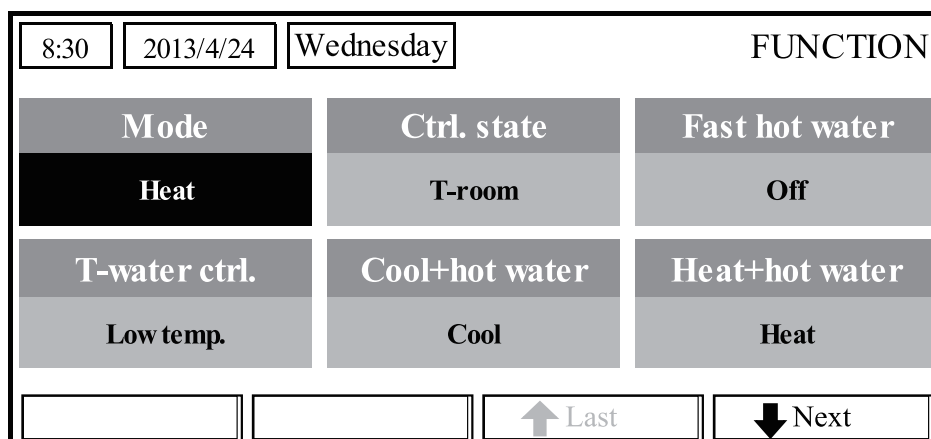 8:30 2013/4/24 Wednesday FUNCTION
Mode Ctrl. state Fast hot water
Heat T-room Off
T-water ctrl. Cool+hot water Heat+hot water
Low temp. Cool Heat
Last Next